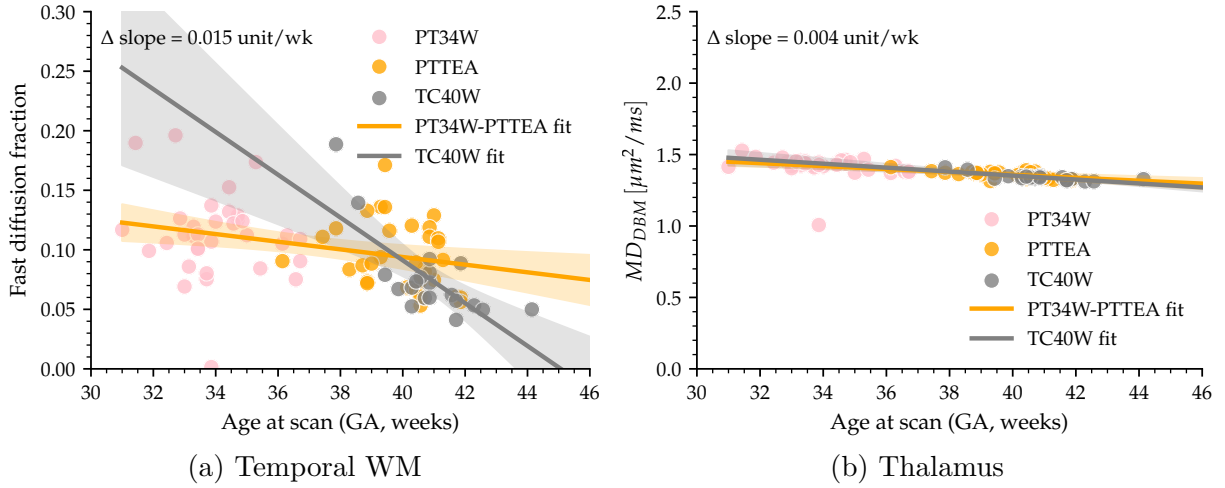 Δ slope = 0.015 unit/wk
PT34W
PTTEA
TC40W
PT34W-PTTEA fit
TC40W fit
Fast diffusion fraction
0.30
0.25
0.20
0.15
0.10
0.05
0.00
30 32 34 36 38 40 42 44 46
Age at scan (GA, weeks)
(a) Temporal WM
Δ slope = 0.004 unit/wk
PT34W
PTTEA
TC40W
PT34W-PTTEA fit
TC40W fit
MD_{DBM} [μm²/ms]
2.5
2.0
1.5
1.0
0.5
0.0
30 32 34 36 38 40 42 44 46
Age at scan (GA, weeks)
(b) Thalamus